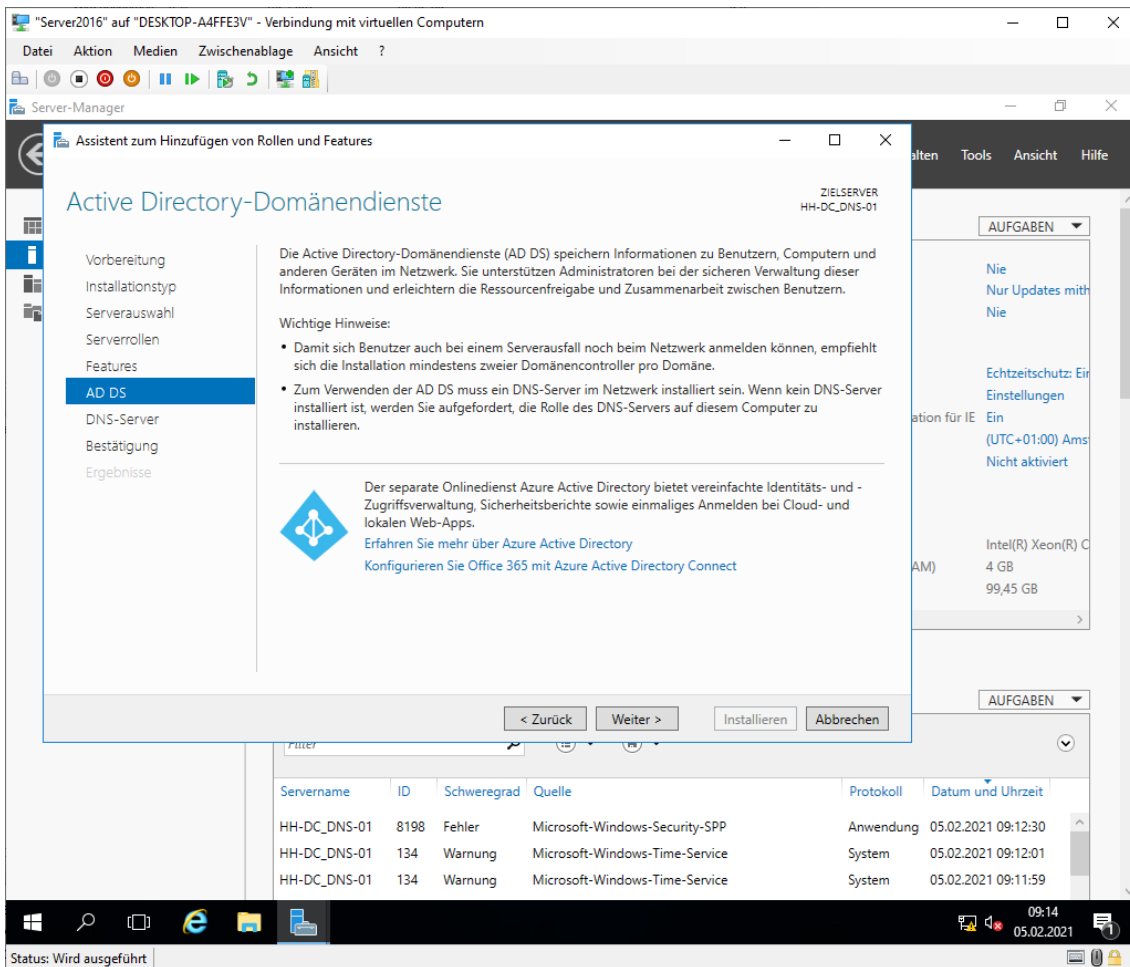 "Server2016" auf "DESKTOP-A4FFE3V" - Verbindung mit virtuellen Computern
Datei Aktion Medien Zwischenablage Ansicht ?
Server-Manager
Assistent zum Hinzufügen von Rollen und Features
alten Tools Ansicht Hilfe
Active Directory-Domänendienste
ZIELSERVER
HH-DC_DNS-01
Vorbereitung
Installationstyp
Serverauswahl
Serverrollen
Features
AD DS
DNS-Server
Bestätigung
Ergebnisse
Die Active Directory-Domänendienste (AD DS) speichern Informationen zu Benutzern, Computern und
anderen Geräten im Netzwerk. Sie unterstützen Administratoren bei der sicheren Verwaltung dieser
Informationen und erleichtern die Ressourcenfreigabe und Zusammenarbeit zwischen Benutzern.
Wichtige Hinweise:
• Damit sich Benutzer auch bei einem Serverausfall noch beim Netzwerk anmelden können, empfiehlt
sich die Installation mindestens zweier Domänencontroller pro Domäne.
• Zum Verwenden der AD DS muss ein DNS-Server im Netzwerk installiert sein. Wenn kein DNS-Server
installiert ist, werden Sie aufgefordert, die Rolle des DNS-Servers auf diesem Computer zu
installieren.
Der separate Onlinedienst Azure Active Directory bietet vereinfachte Identitäts- und -
Zugriffsverwaltung, Sicherheitsberichte sowie einmaliges Anmelden bei Cloud- und
lokalen Web-Apps.
Erfahren Sie mehr über Azure Active Directory
Konfigurieren Sie Office 365 mit Azure Active Directory Connect
< Zurück Weiter > Installieren Abbrechen
AUFGABEN
Nie
Nur Updates mith
Nie
Echtzeitschutz: Ein
Einstellungen
ation für IE Ein
(UTC+01:00) Ams
Nicht aktiviert
Intel(R) Xeon(R) C
AM) 4 GB
99,45 GB
AUFGABEN
Filter
Servername ID Schweregrad Quelle Protokoll Datum und Uhrzeit
HH-DC_DNS-01 8198 Fehler Microsoft-Windows-Security-SPP Anwendung 05.02.2021 09:12:30
HH-DC_DNS-01 134 Warnung Microsoft-Windows-Time-Service System 05.02.2021 09:12:01
HH-DC_DNS-01 134 Warnung Microsoft-Windows-Time-Service System 05.02.2021 09:11:59
09:14
05.02.2021
1
Status: Wird ausgeführt